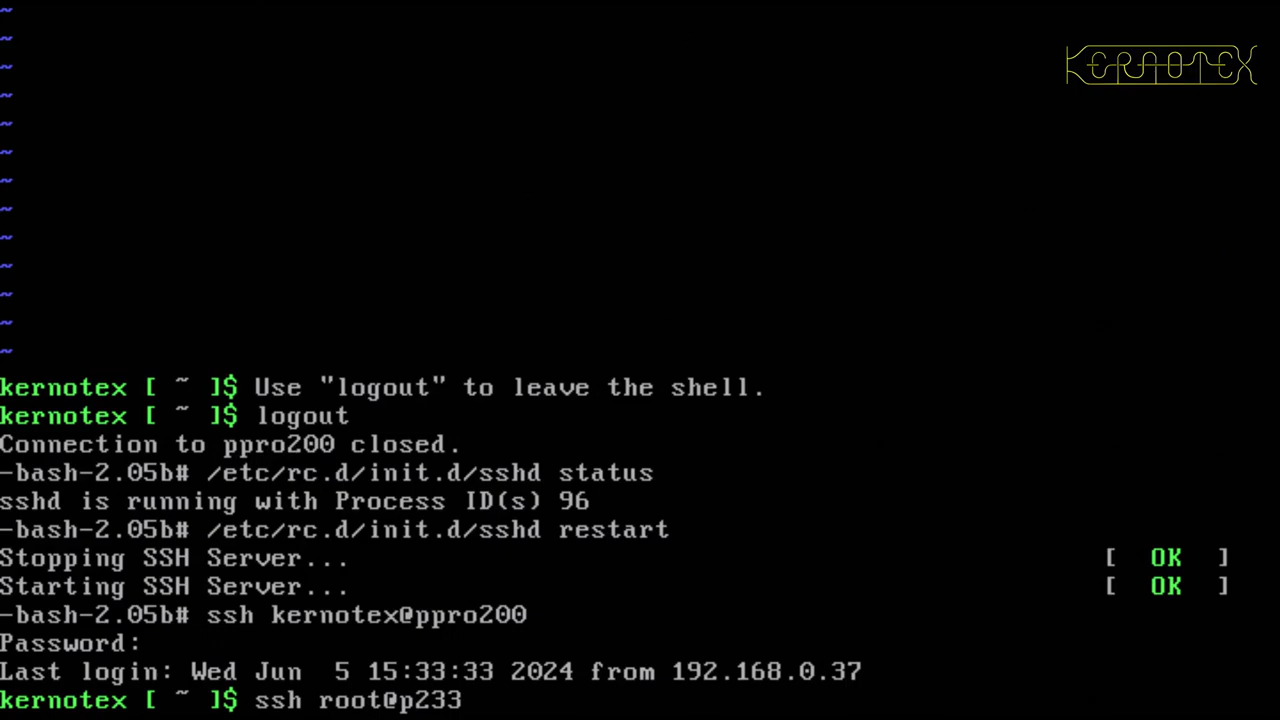 KERNOTEX
~
~
~
~
~
~
~
~
~
~
~
~
~
kernotex [ ~ ]$ Use "logout" to leave the shell.
kernotex [ ~ ]$ logout
Connection to ppro200 closed.
-bash-2.05b# /etc/rc.d/init.d/sshd status
sshd is running with Process ID(s) 96
-bash-2.05b# /etc/rc.d/init.d/sshd restart
Stopping SSH Server... [ OK ]
Starting SSH Server... [ OK ]
-bash-2.05b# ssh kernotex@ppro200
Password:
Last login: Wed Jun  5 15:33:33 2024 from 192.168.0.37
kernotex [ ~ ]$ ssh root@p233